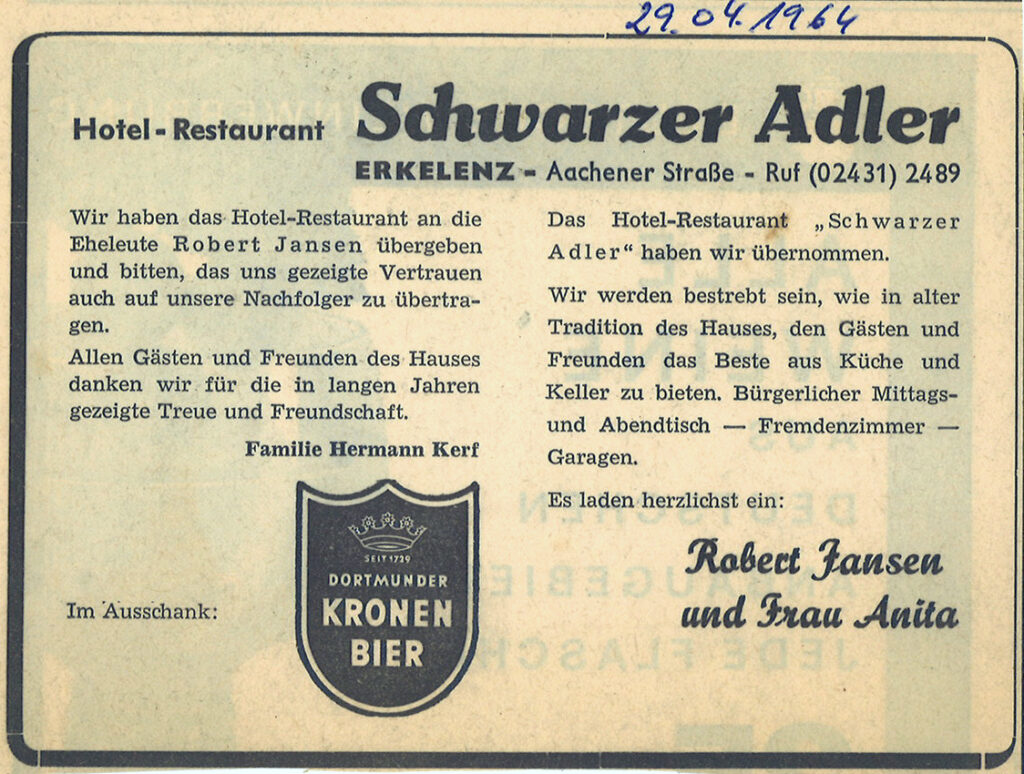 29.04.1964
Hotel-Restaurant Schwarzer Adler
ERKELENZ - Aachener Straße - Ruf (02431) 2489
Wir haben das Hotel-Restaurant an die
Eheleute Robert Jansen übergeben
und bitten, das uns gezeigte Vertrauen
auch auf unsere Nachfolger zu übertra-
gen.
Allen Gästen und Freunden des Hauses
danken wir für die in langen Jahren
gezeigte Treue und Freundschaft.
Familie Hermann Kerf
Im Ausschank:
SEIT 1729
DORTMUNDER
KRONEN
BIER
Das Hotel-Restaurant „Schwarzer
Adler“ haben wir übernommen.
Wir werden bestrebt sein, wie in alter
Tradition des Hauses, den Gästen und
Freunden das Beste aus Küche und
Keller zu bieten. Bürgerlicher Mittags-
und Abendtisch — Fremdenzimmer —
Garagen.
Es laden herzlichst ein:
Robert Jansen
und Frau Anita